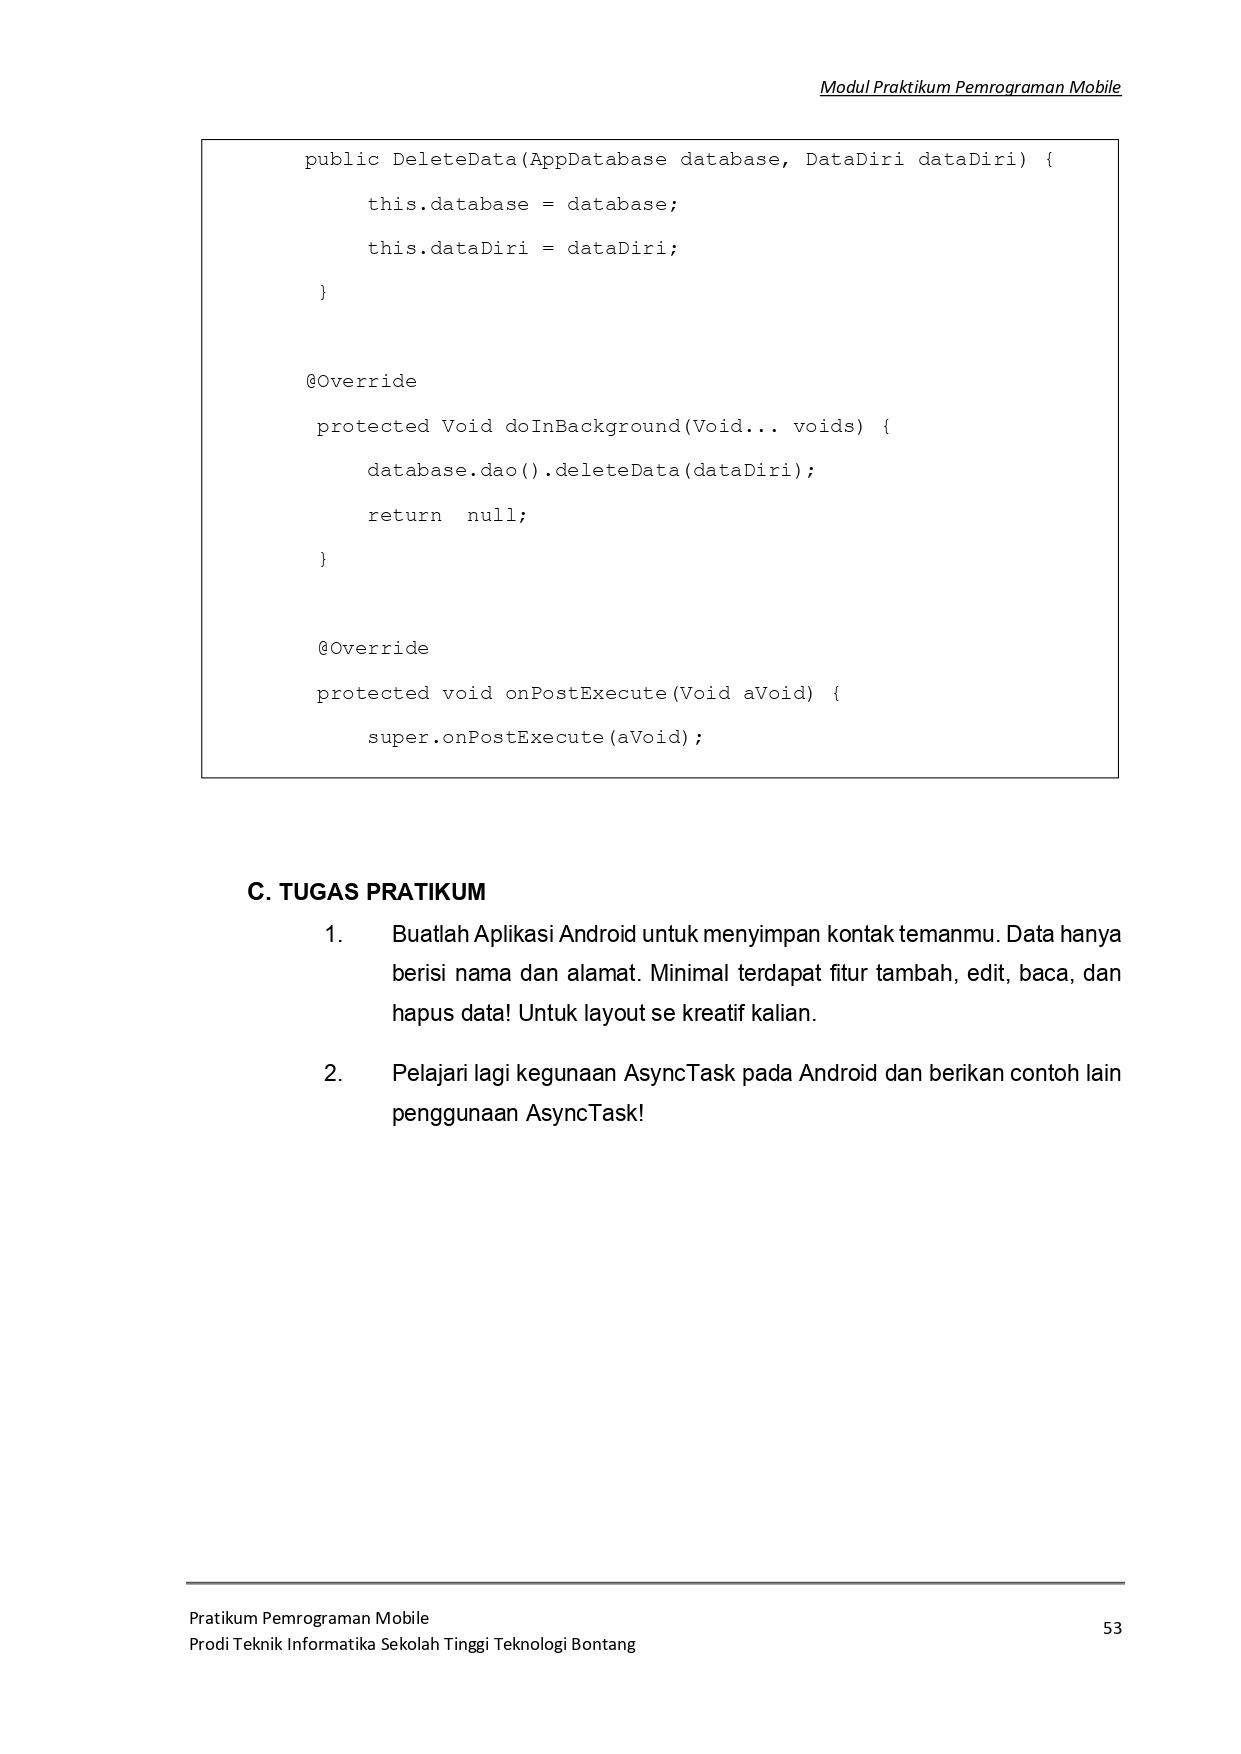 Modul Praktikum Pemrograman Mobile
public DeleteData(AppDatabase database, DataDiri dataDiri) {
this.database = database;
this.dataDiri = dataDiri;
}
@Override
protected Void doInBackground(Void... voids) {
database.dao().deleteData(dataDiri);
return  null;
}
@Override
protected void onPostExecute(Void aVoid) {
super.onPostExecute(aVoid);
C. TUGAS PRATIKUM
1. Buatlah Aplikasi Android untuk menyimpan kontak temanmu. Data hanya
berisi nama dan alamat. Minimal terdapat fitur tambah, edit, baca, dan
hapus data! Untuk layout se kreatif kalian.
2. Pelajari lagi kegunaan AsyncTask pada Android dan berikan contoh lain
penggunaan AsyncTask!
Pratikum Pemrograman Mobile
Prodi Teknik Informatika Sekolah Tinggi Teknologi Bontang
53